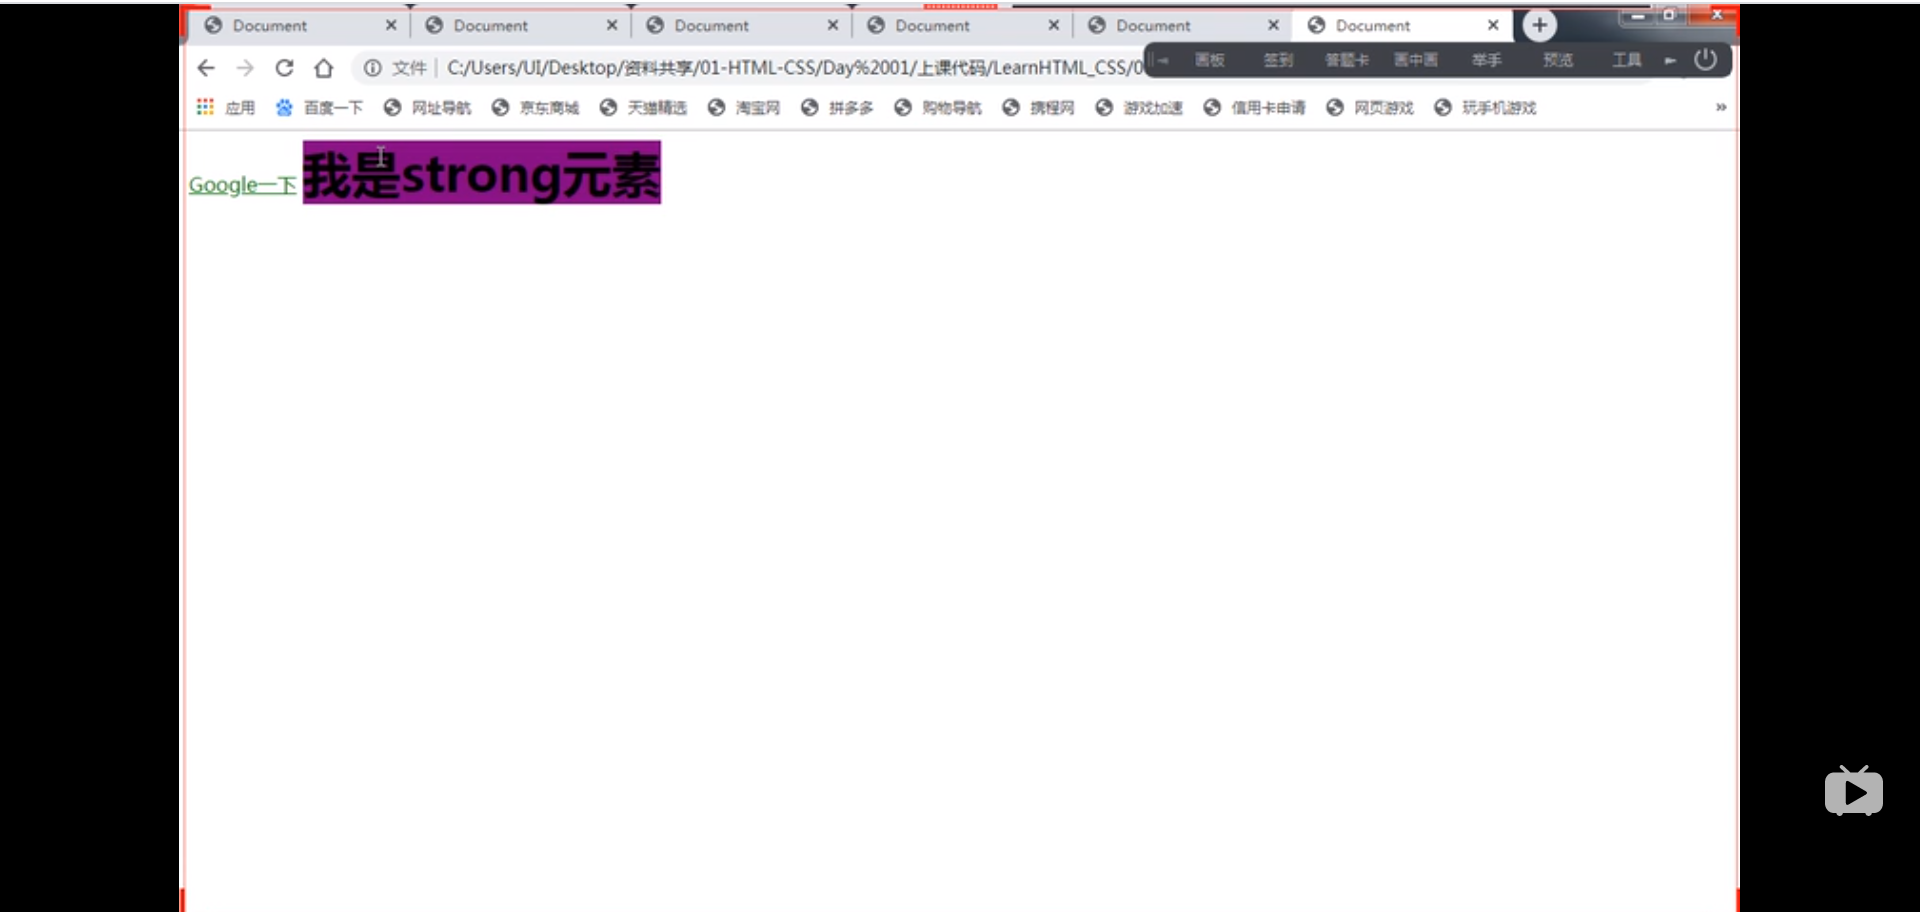 Document Document Document Document Document Document
文件 C:/Users/UI/Desktop/资料共享/01-HTML-CSS/Day%2001/上课代码/LearnHTML_CSS/0
画板 签到 答题卡 画中画 举手 预览 工具
应用 百度一下 网址导航 京东商城 天猫精选 淘宝网 拼多多 购物导航 携程网 游戏加速 信用卡申请 网页游戏 玩手机游戏 »
Google一下 我是strong元素